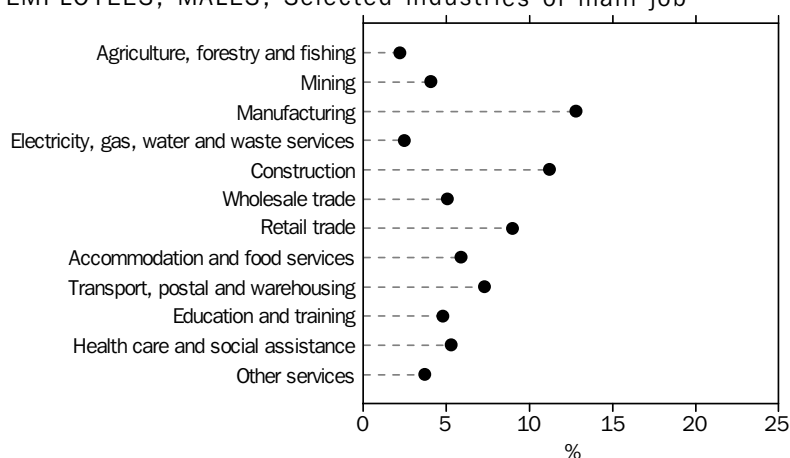 EMPLOYEES, MALES, Selected industries of main job
Agriculture, forestry and fishing
Mining
Manufacturing
Electricity, gas, water and waste services
Construction
Wholesale trade
Retail trade
Accommodation and food services
Transport, postal and warehousing
Education and training
Health care and social assistance
Other services
0 5 10 15 20 25
%